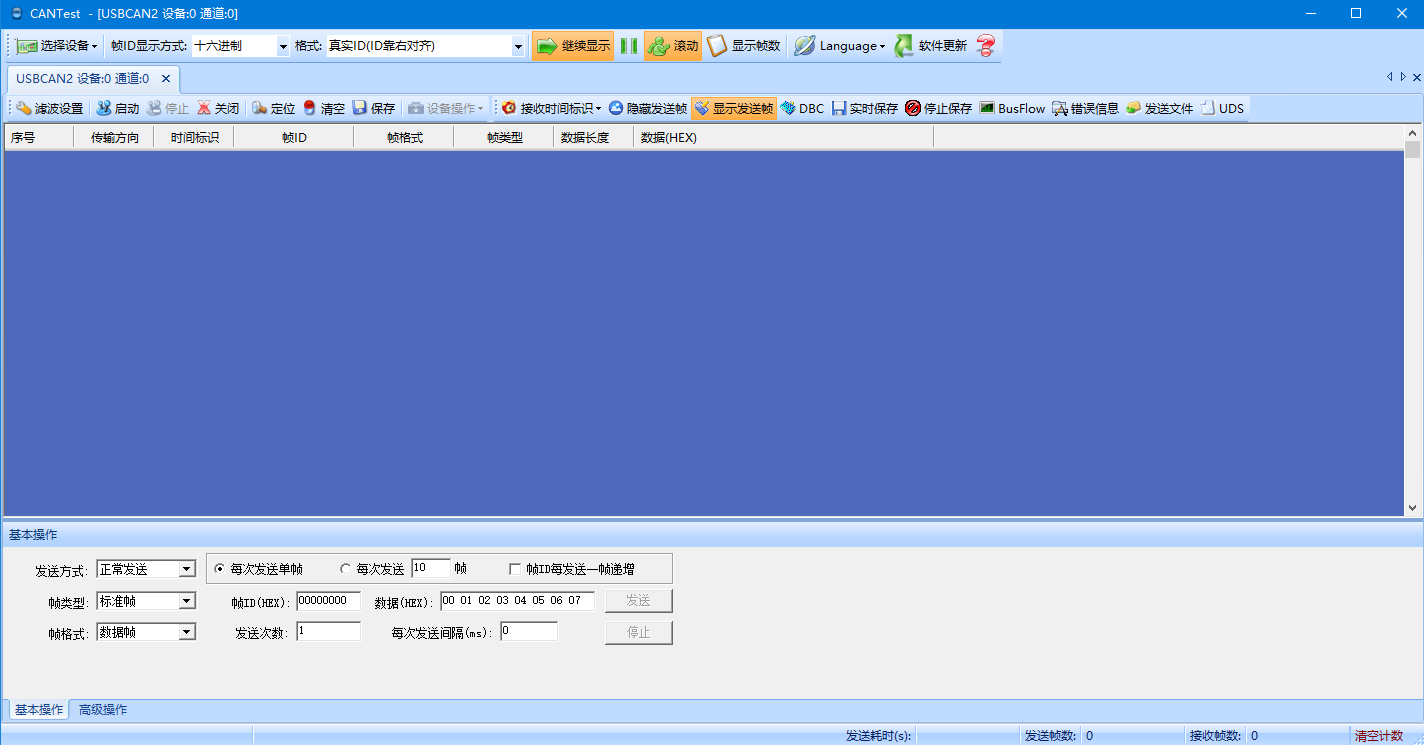 CANTest - [USBCAN2 设备:0 通道:0]
选择设备 帧ID显示方式: 十六进制 格式: 真实ID(ID靠右对齐) 继续显示 滚动 显示帧数 Language 软件更新
USBCAN2 设备:0 通道:0
滤波设置 启动 停止 关闭 定位 清空 保存 设备操作 接收时间标识 隐藏发送帧 显示发送帧 DBC 实时保存 停止保存 BusFlow 错误信息 发送文件 UDS
序号 传输方向 时间标识 帧ID 帧格式 帧类型 数据长度 数据(HEX)
基本操作
发送方式: 正常发送 每次发送单帧 每次发送 10 帧 帧ID每发送一帧递增
帧类型: 标准帧 帧ID(HEX): 00000000 数据(HEX): 00 01 02 03 04 05 06 07 发送
帧格式: 数据帧 发送次数: 1 每次发送间隔(ms): 0 停止
基本操作 高级操作
发送耗时(s): 发送帧数: 0 接收帧数: 0 清空计数